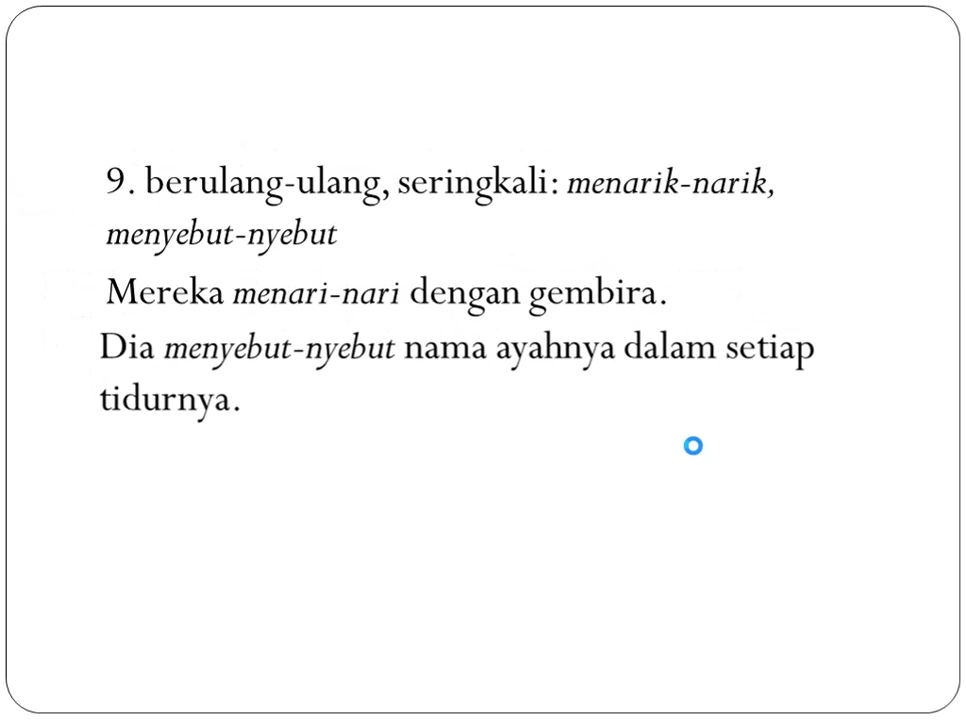 9. berulang-ulang, seringkali: menarik-narik,
menyebut-nyebut
Mereka menari-nari dengan gembira.
Dia menyebut-nyebut nama ayahnya dalam setiap
tidurnya.